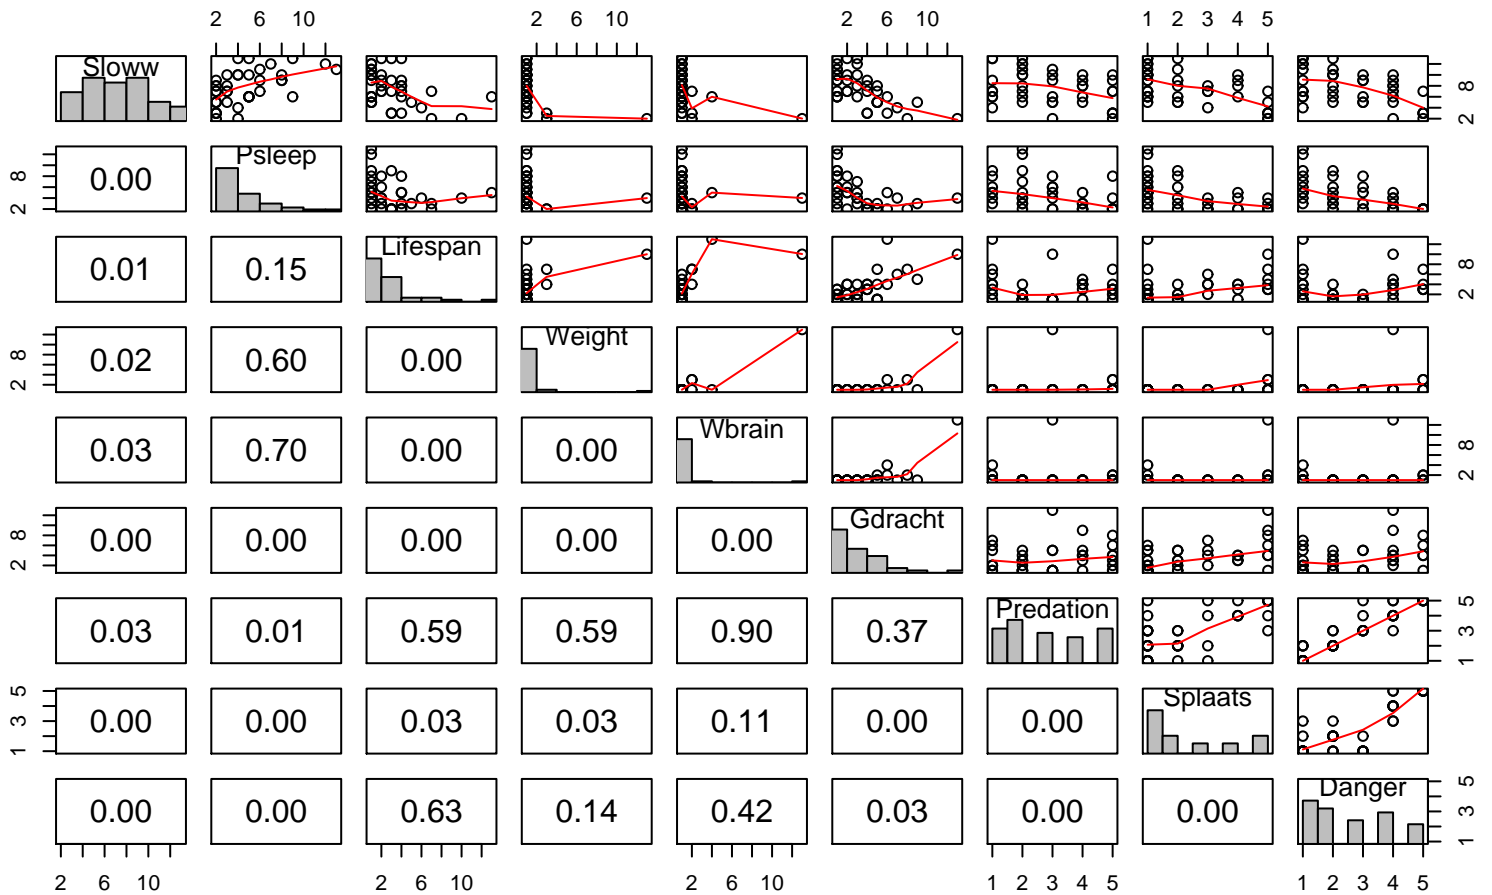 2 6 10 2 6 10 2 6 10 1 2 3 4 5
Sloww
2 8
2 8
0.00 Psleep
0.01 0.15 Lifespan
2 8
2 8
0.02 0.60 0.00 Weight
0.03 0.70 0.00 0.00 Wbrain
2 8
2 8
0.00 0.00 0.00 0.00 0.00 Gdracht
0.03 0.01 0.59 0.59 0.90 0.37 Predation
1 3 5
1 3 5
0.00 0.00 0.03 0.03 0.11 0.00 0.00 Splaats
0.00 0.00 0.63 0.14 0.42 0.03 0.00 0.00 Danger
1 3 5
2 6 10 2 6 10 2 6 10 1 2 3 4 5 1 2 3 4 5